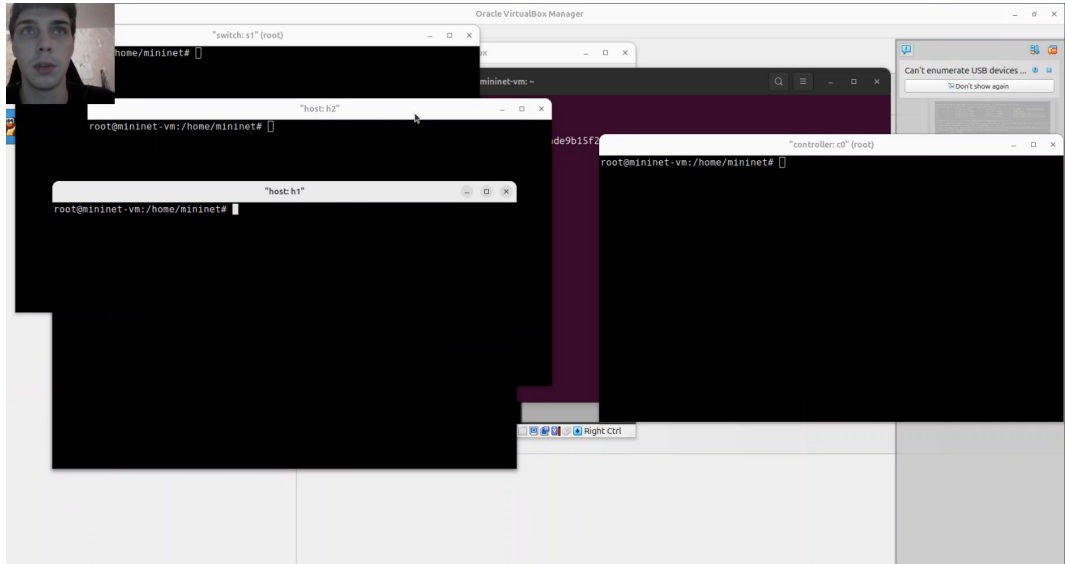 Oracle VirtualBox Manager
"switch: s1" (root)
home/mininet#
ox
mininet-vm: ~
Can't enumerate USB devices ...
Don't show again
"host: h2"
root@mininet-vm:/home/mininet#
de9b15f2
"controller: c0" (root)
root@mininet-vm:/home/mininet#
"host: h1"
root@mininet-vm:/home/mininet#
Right Ctrl